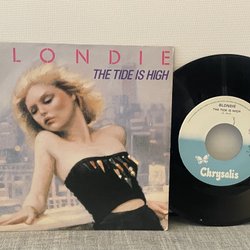 LONDIE
THE TIDE IS HIGH
BLONDIE
THE TIDE IS HIGH
Chrysalis